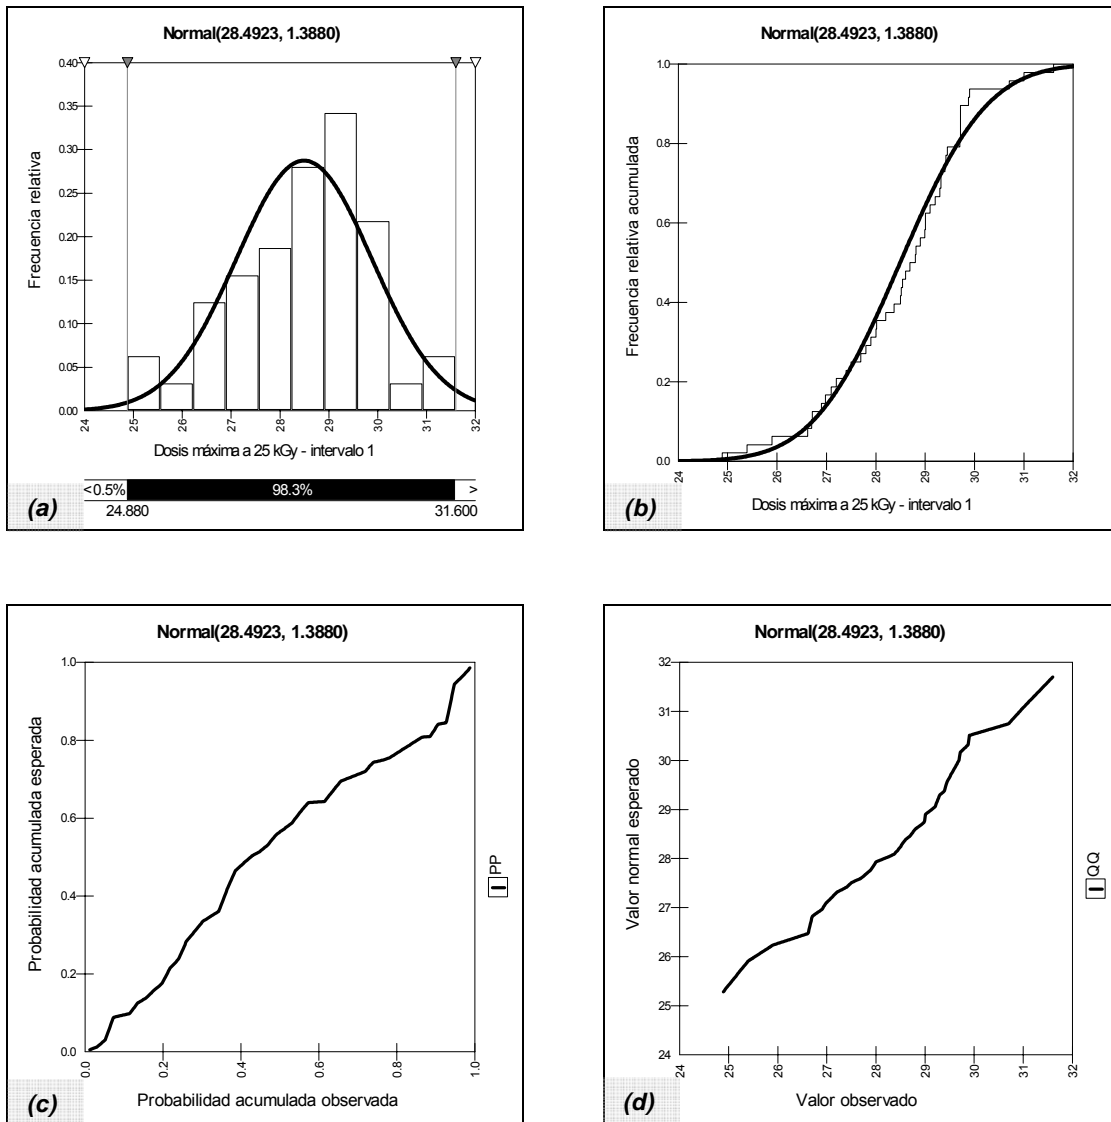 Normal(28.4923, 1.3880)
0.40
0.35
0.30
0.25
0.20
0.15
0.10
0.05
0.00
Frecuencia relativa
24 25 26 27 28 29 30 31 32
Dosis máxima a 25 kGy - intervalo 1
<0.5% 98.3% >
24.880 31.600
(a)
Normal(28.4923, 1.3880)
1.0
0.8
0.6
0.4
0.2
0.0
Frecuencia relativa acumulada
24 25 26 27 28 29 30 31 32
Dosis máxima a 25 kGy - intervalo 1
(b)
Normal(28.4923, 1.3880)
1.0
0.8
0.6
0.4
0.2
0.0
Probabilidad acumulada esperada
0.0 0.2 0.4 0.6 0.8 1.0
Probabilidad acumulada observada
PP
(c)
Normal(28.4923, 1.3880)
32
31
30
29
28
27
26
25
24
Valor normal esperado
24 25 26 27 28 29 30 31 32
Valor observado
QQ
(d)